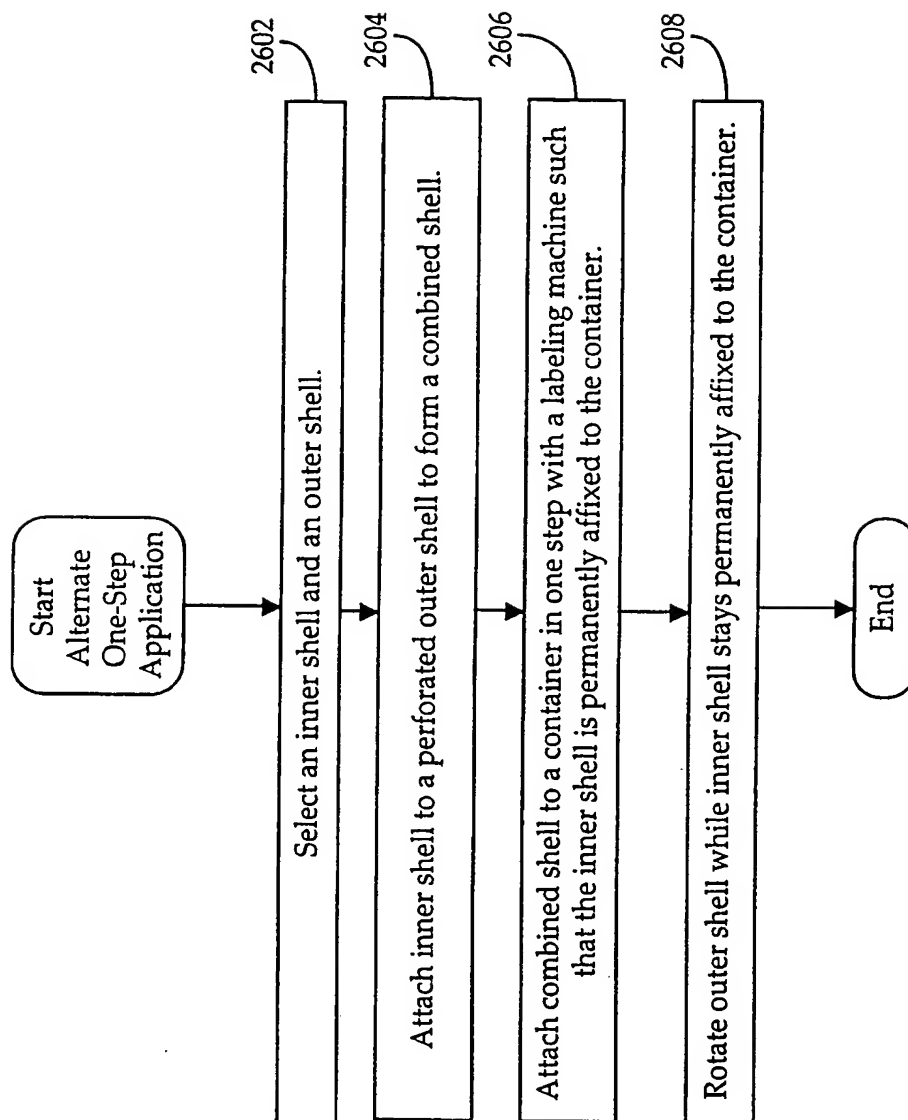 Start
Alternate
One-Step
Application
2602
Select an inner shell and an outer shell.
2604
Attach inner shell to a perforated outer shell to form a combined shell.
2606
Attach combined shell to a container in one step with a labeling machine such
that the inner shell is permanently affixed to the container.
2608
Rotate outer shell while inner shell stays permanently affixed to the container.
End